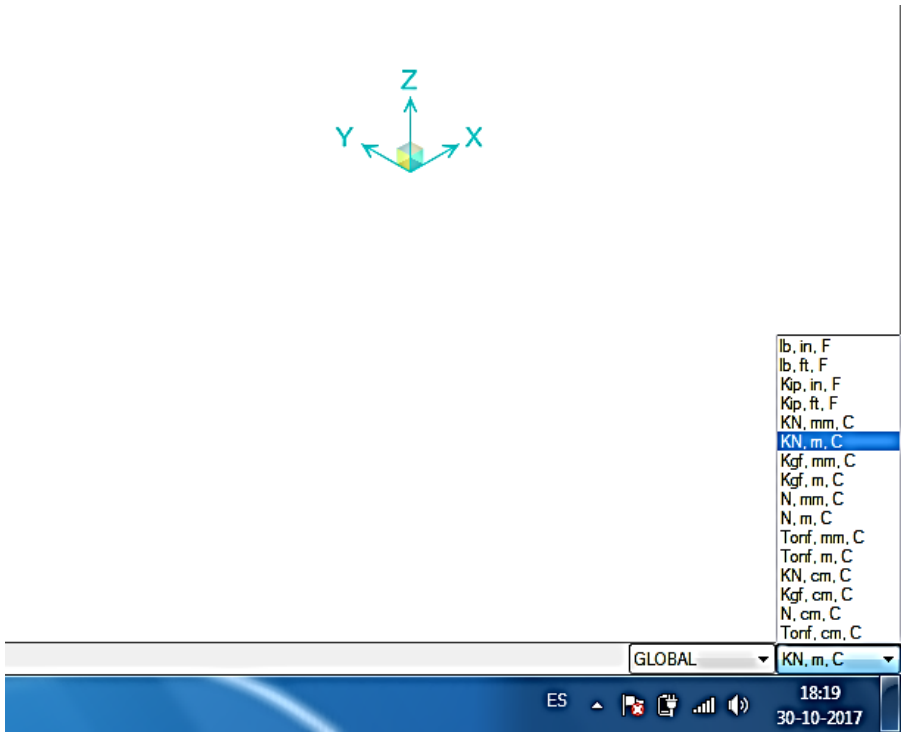 Z
Y X
lb, in, F
lb, ft, F
Kip, in, F
Kip, ft, F
KN, mm, C
KN, m, C
Kgf, mm, C
Kgf, m, C
N, mm, C
N, m, C
Tonf, mm, C
Tonf, m, C
KN, cm, C
Kgf, cm, C
N, cm, C
Tonf, cm, C
GLOBAL KN, m, C
ES 18:19
30-10-2017